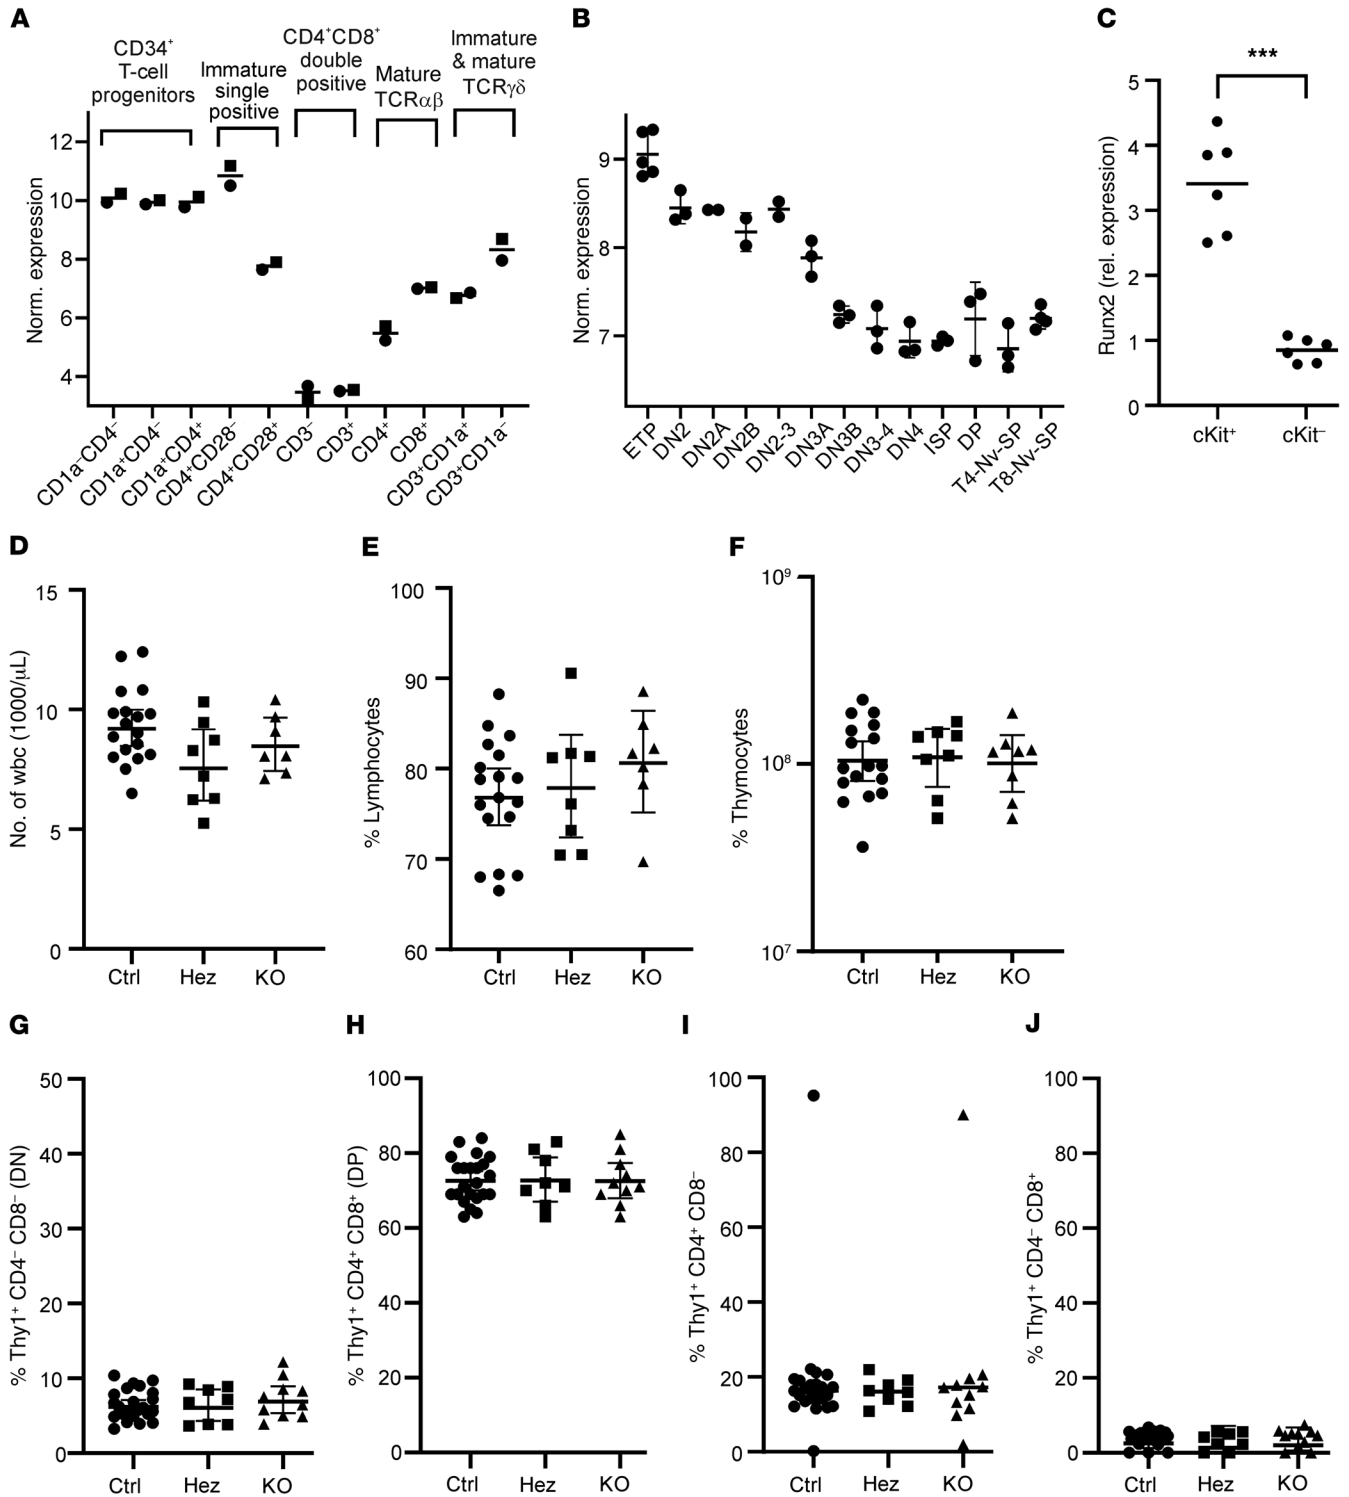 A
CD34⁺
T-cell
progenitors
Immature
single
positive
CD4⁺CD8⁺
double
positive
Mature
TCRαβ
Immature
& mature
TCRγδ
Norm. expression
12
10
8
6
4
CD1a⁻CD4⁻
CD1a⁺CD4⁻
CD1a⁺CD4⁺
CD4⁺CD28⁻
CD4⁺CD28⁺
CD3⁻
CD3⁺
CD4⁺
CD8⁺
CD3⁺CD1a⁺
CD3⁺CD1a⁻
B
Norm. expression
9
8
7
ETP
DN2
DN2A
DN2B
DN2-3
DN3A
DN3B
DN3-4
DN4
ISP
DP
T4-Nv-SP
T8-Nv-SP
C
***
Runx2 (rel. expression)
5
4
3
2
1
0
cKit⁺
cKit⁻
D
No. of wbc (1000/μL)
15
10
5
0
Ctrl
Hez
KO
E
% Lymphocytes
100
90
80
70
60
Ctrl
Hez
KO
F
% Thymocytes
10⁹
10⁸
10⁷
Ctrl
Hez
KO
G
% Thy1⁺ CD4⁻ CD8⁻ (DN)
50
40
30
20
10
0
Ctrl
Hez
KO
H
% Thy1⁺ CD4⁺ CD8⁺ (DP)
100
80
60
40
20
0
Ctrl
Hez
KO
I
% Thy1⁺ CD4⁺ CD8⁻
100
80
60
40
20
0
Ctrl
Hez
KO
J
% Thy1⁺ CD4⁻ CD8⁺
100
80
60
40
20
0
Ctrl
Hez
KO